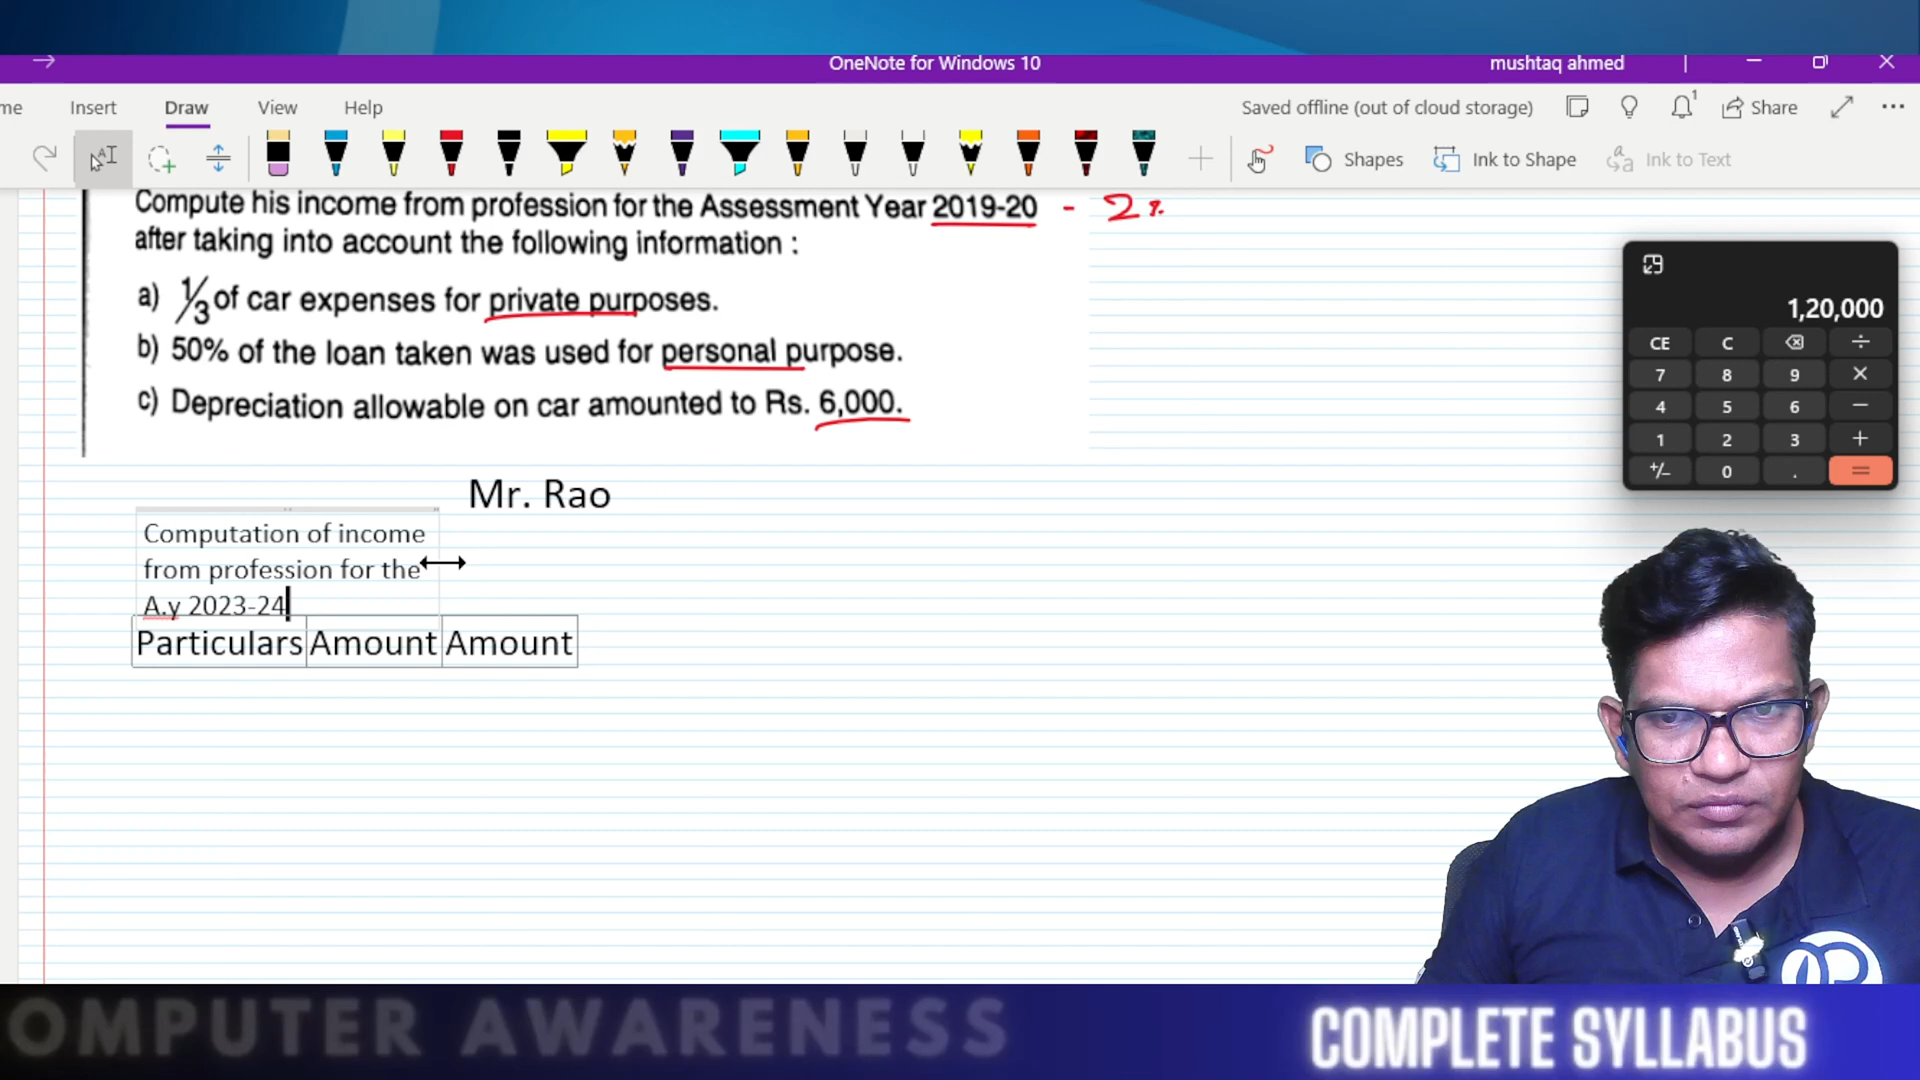 OneNote for Windows 10
mushtaq ahmed
me Insert Draw View Help
Saved offline (out of cloud storage)
1
Share
Shapes
Ink to Shape
Ink to Text
Compute his income from profession for the Assessment Year 2019-20 - 2
after taking into account the following information :
a) 1/3 of car expenses for private purposes.
b) 50% of the loan taken was used for personal purpose.
c) Depreciation allowable on car amounted to Rs. 6,000.
Mr. Rao
Computation of income
from profession for the
A.y 2023-24
Particulars Amount Amount
1,20,000
CE C ÷
7 8 9 ×
4 5 6 −
1 2 3 +
+/− 0 . =
OMPUTER AWARENESS
COMPLETE SYLLABUS